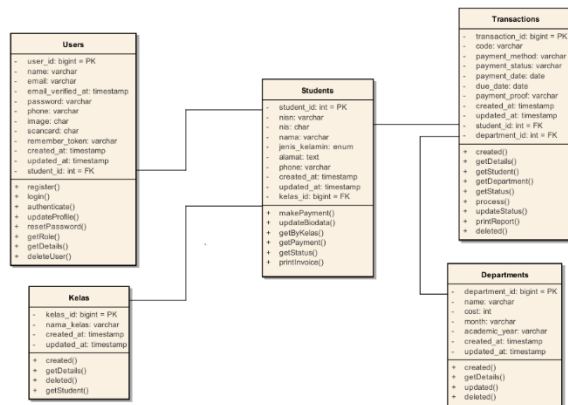 Users
- user_id: bigint = PK
- name: varchar
- email: varchar
- email_verified_at: timestamp
- password: varchar
- phone: varchar
- image: char
- scancard: char
- remember_token: varchar
- created_at: timestamp
- updated_at: timestamp
- student_id: int = FK
+ register()
+ login()
+ authenticate()
+ updateProfile()
+ resetPassword()
+ getRole()
+ getDetails()
+ deleteUser()
Kelas
- kelas_id: bigint = PK
- nama_kelas: varchar
- created_at: timestamp
- updated_at: timestamp
+ created()
+ getDetails()
+ deleted()
+ getStudent()
Students
- student_id: int = PK
- nisn: varchar
- nis: char
- nama: varchar
- jenis_kelamin: enum
- alamat: text
- phone: varchar
- created_at: timestamp
- updated_at: timestamp
- kelas_id: bigint = FK
+ makePayment()
+ updateBiodata()
+ getByKelas()
+ getPayment()
+ getStatus()
+ printInvoice()
Transactions
- transaction_id: bigint = PK
- code: varchar
- payment_method: varchar
- payment_status: varchar
- payment_date: date
- due_date: date
- payment_proof: varchar
- created_at: timestamp
- updated_at: timestamp
- student_id: int = FK
- department_id: int = FK
+ created()
+ getDetails()
+ getStudent()
+ getDepartment()
+ getStatus()
+ process()
+ updateStatus()
+ printReport()
+ deleted()
Departments
- department_id: bigint = PK
- name: varchar
- cost: int
- month: varchar
- academic_year: varchar
- created_at: timestamp
- updated_at: timestamp
+ created()
+ getDetails()
+ updated()
+ deleted()